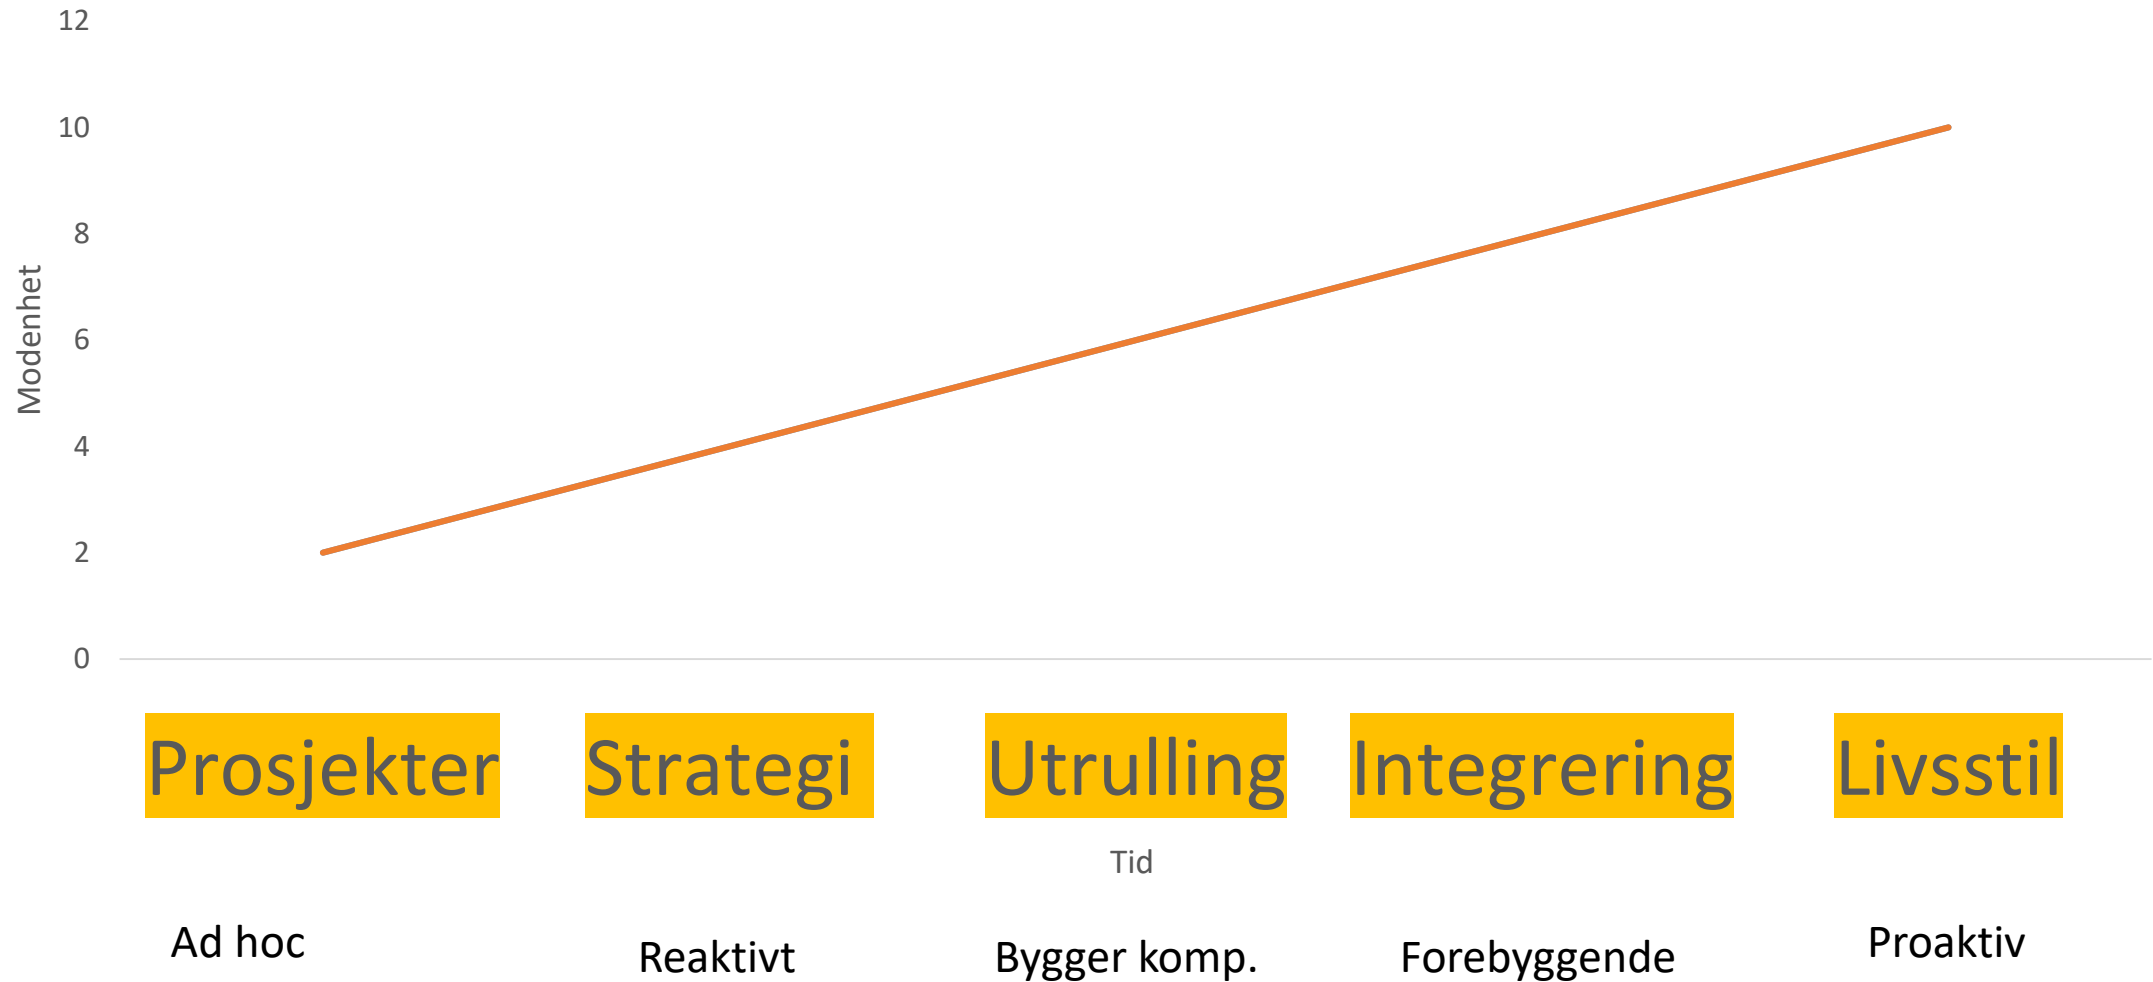 12
10
8
6
4
2
0
Modenhet
Prosjekter Strategi Utrulling Integrering Livsstil
Tid
Ad hoc Reaktivt Bygger komp. Forebyggende Proaktiv